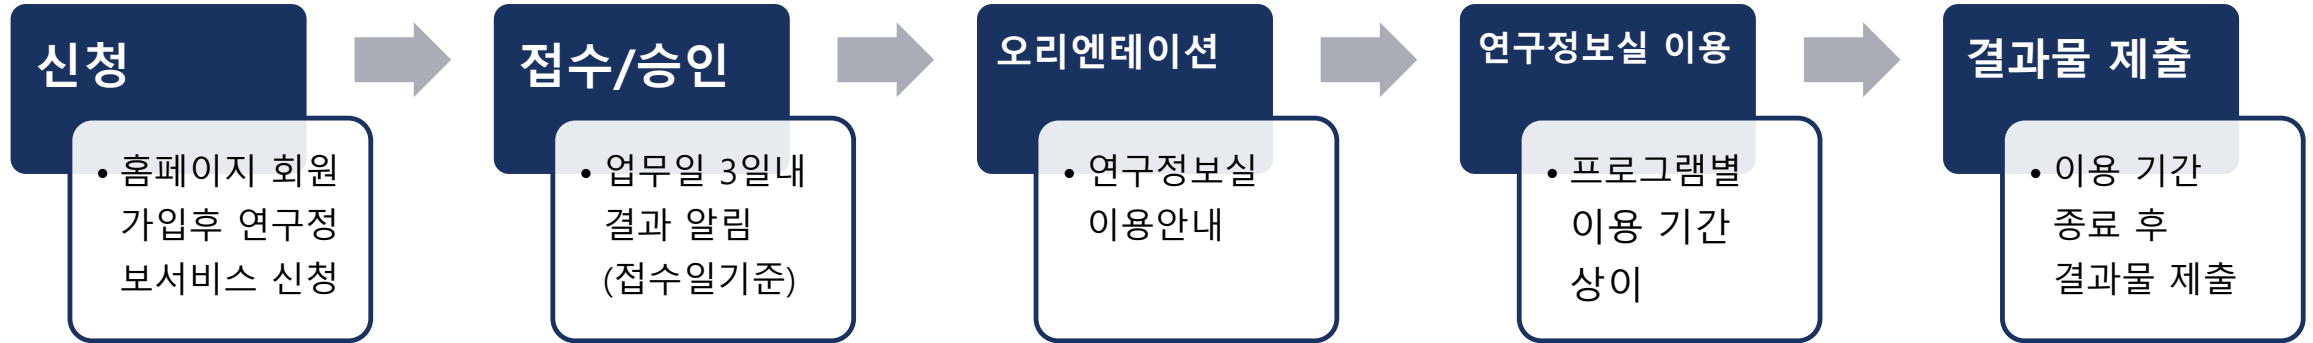 신청
• 홈페이지 회원
가입후 연구정
보서비스 신청
접수/승인
• 업무일 3일내
결과 알림
(접수일기준)
오리엔테이션
• 연구정보실
이용안내
연구정보실 이용
• 프로그램별
이용 기간
상이
결과물 제출
• 이용 기간
종료 후
결과물 제출